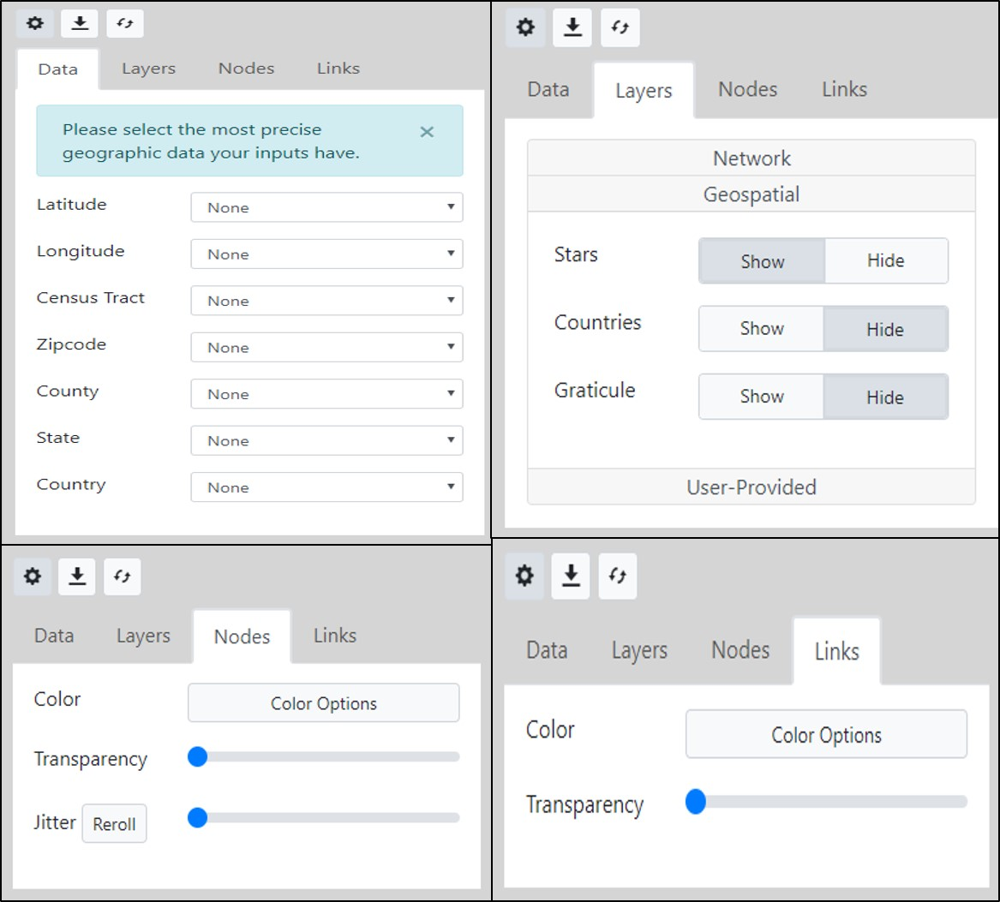 Data Layers Nodes Links
Please select the most precise ×
geographic data your inputs have.
Latitude None
Longitude None
Census Tract None
Zipcode None
County None
State None
Country None
Data Layers Nodes Links
Network
Geospatial
Stars Show Hide
Countries Show Hide
Graticule Show Hide
User-Provided
Data Layers Nodes Links
Color Color Options
Transparency
Jitter Reroll
Data Layers Nodes Links
Color Color Options
Transparency